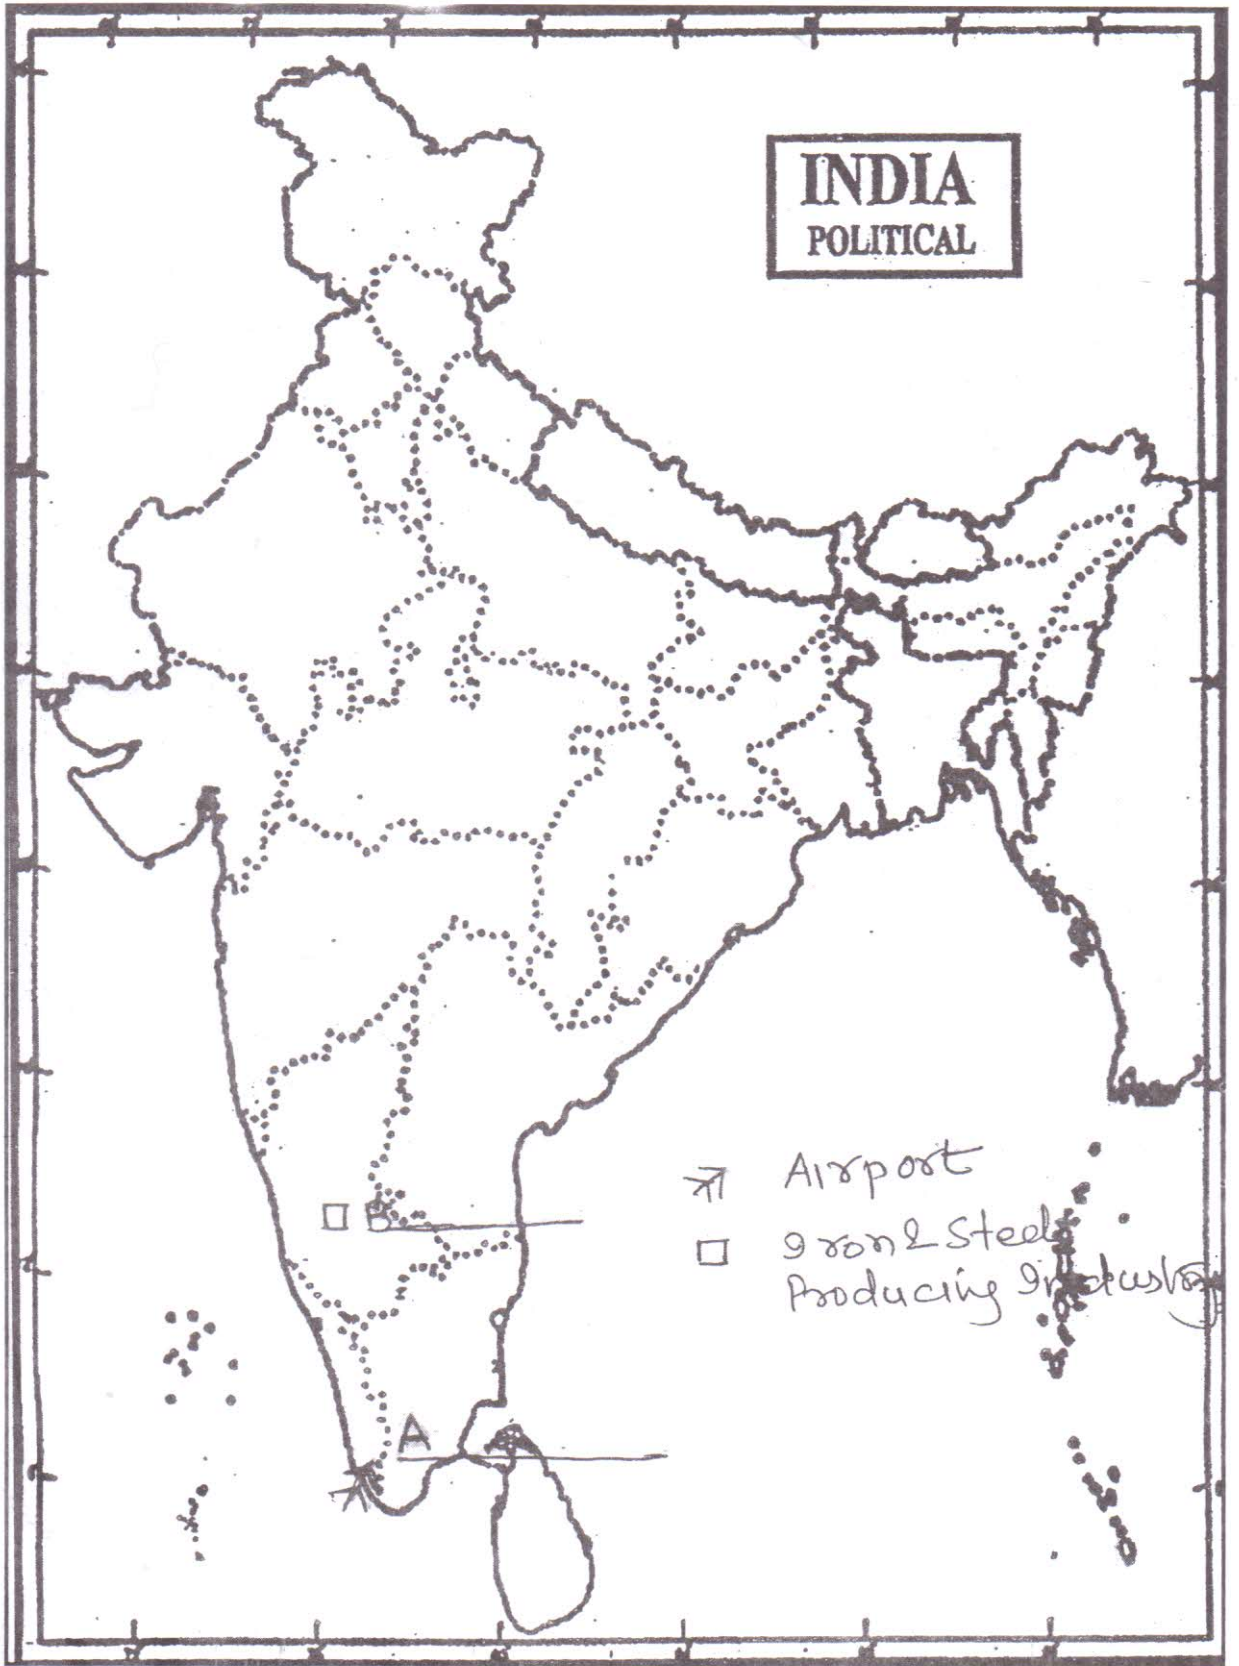 INDIA
POLITICAL
Airport
Iron & Steel
Producing Industry
B
A